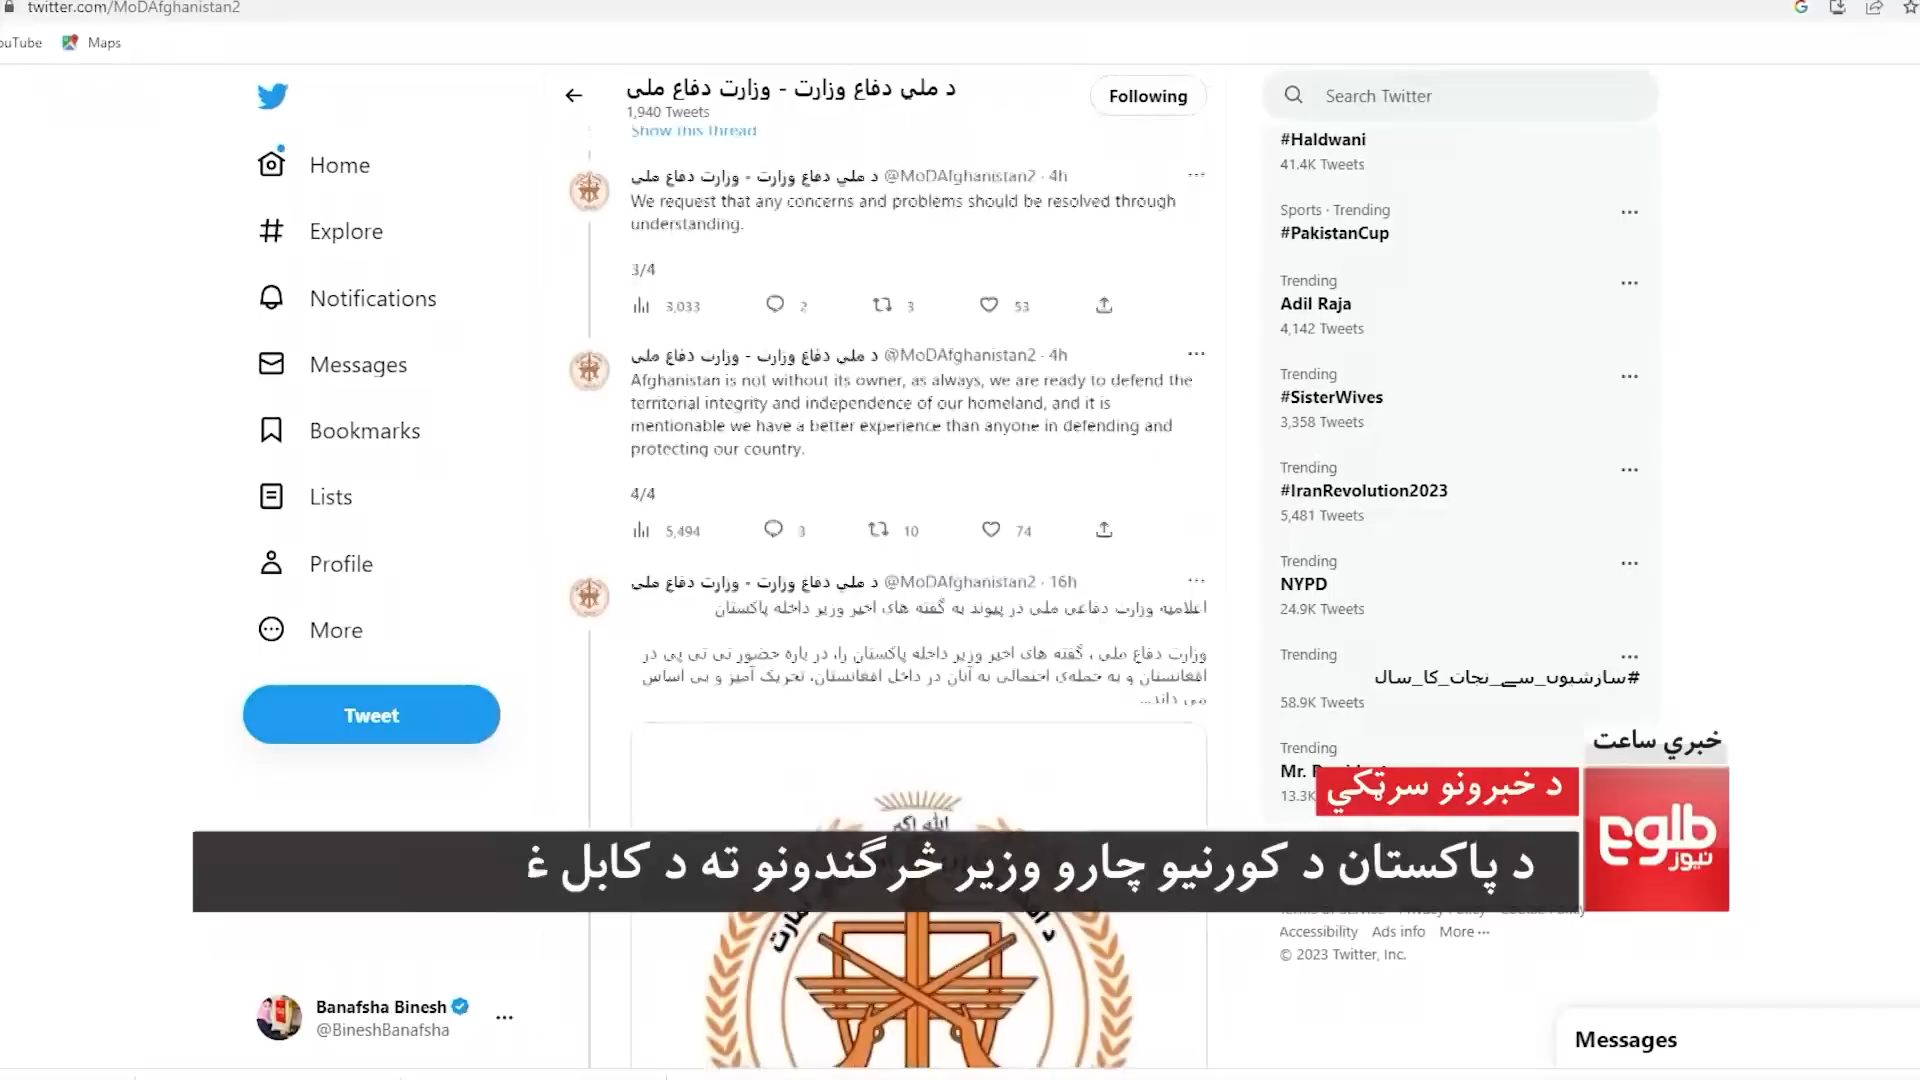 twitter.com/MoDAfghanistan2
ouTube
Maps
د ملي دفاع وزارت - وزارت دفاع ملی
1,940 Tweets
Following
Search Twitter
Show this thread
Home
Explore
Notifications
Messages
Bookmarks
Lists
Profile
More
Tweet
Banafsha Binesh
@BineshBanafsha
د ملي دفاع وزارت - وزارت دفاع ملی @MoDAfghanistan2 · 4h
We request that any concerns and problems should be resolved through
understanding.
3/4
3,033 2 3 53
د ملي دفاع وزارت - وزارت دفاع ملی @MoDAfghanistan2 · 4h
Afghanistan is not without its owner, as always, we are ready to defend the
territorial integrity and independence of our homeland, and it is
mentionable we have a better experience than anyone in defending and
protecting our country.
4/4
5,494 3 10 74
د ملي دفاع وزارت - وزارت دفاع ملی @MoDAfghanistan2 · 16h
اعلامیه وزارت دفاعی ملی در پیوند به گفته های اخیر وزیر داخله پاکستان
وزارت دفاع ملی ، گفته های اخیر وزیر داخله پاکستان را، در باره حضور تی تی پی در
افغانستان و به حمله‌ی احتمالی به آنان در داخل افغانستان، تحریک آمیز و بی اساس
می داند...
الله اکبر
#Haldwani
41.4K Tweets
Sports · Trending
#PakistanCup
Trending
Adil Raja
4,142 Tweets
Trending
#SisterWives
3,358 Tweets
Trending
#IranRevolution2023
5,481 Tweets
Trending
NYPD
24.9K Tweets
Trending
#سازشیوں_سے_نجات_کا_سال
58.9K Tweets
Trending
Mr.
13.3K
خبري ساعت
د خبرونو سرټکي
طلوع
نیوز
د پاکستان د کورنیو چارو وزیر څرګندونو ته د کابل غ
Accessibility Ads info More
© 2023 Twitter, Inc.
Messages